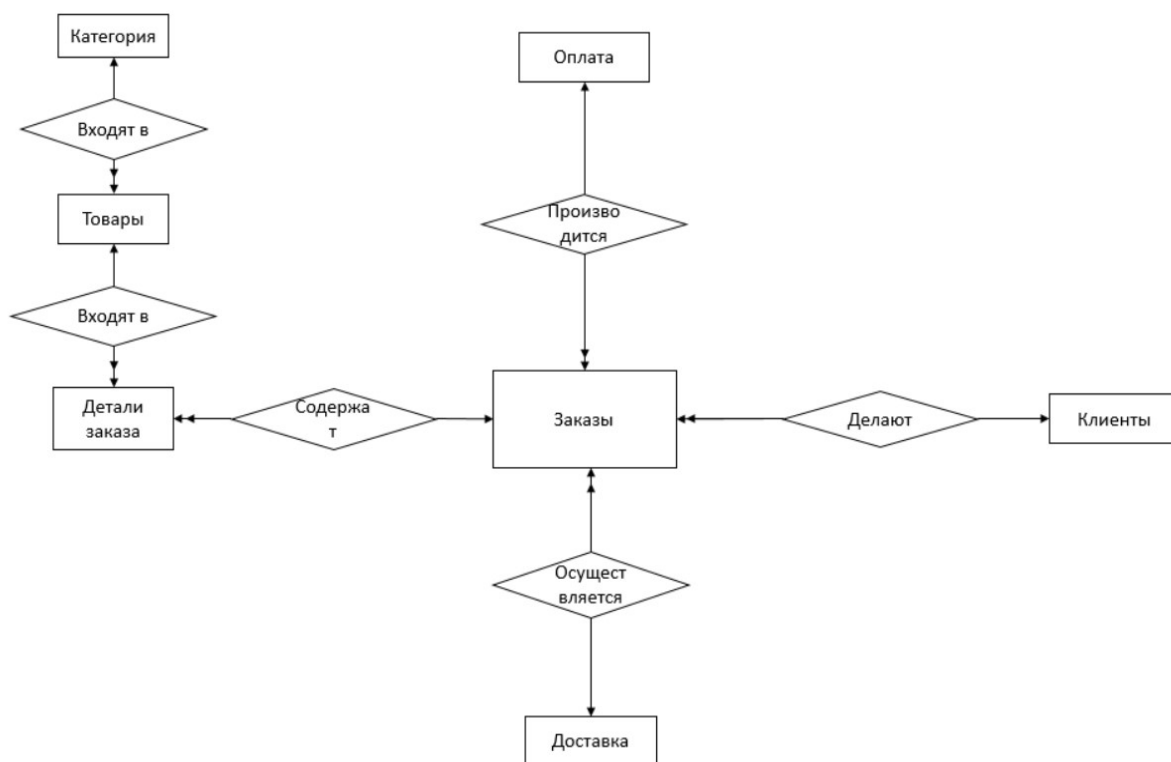 Категория
Оплата
Входят в
Товары
Произво
дится
Входят в
Детали
заказа
Содержа
т
Заказы
Делают
Клиенты
Осущест
вляется
Доставка